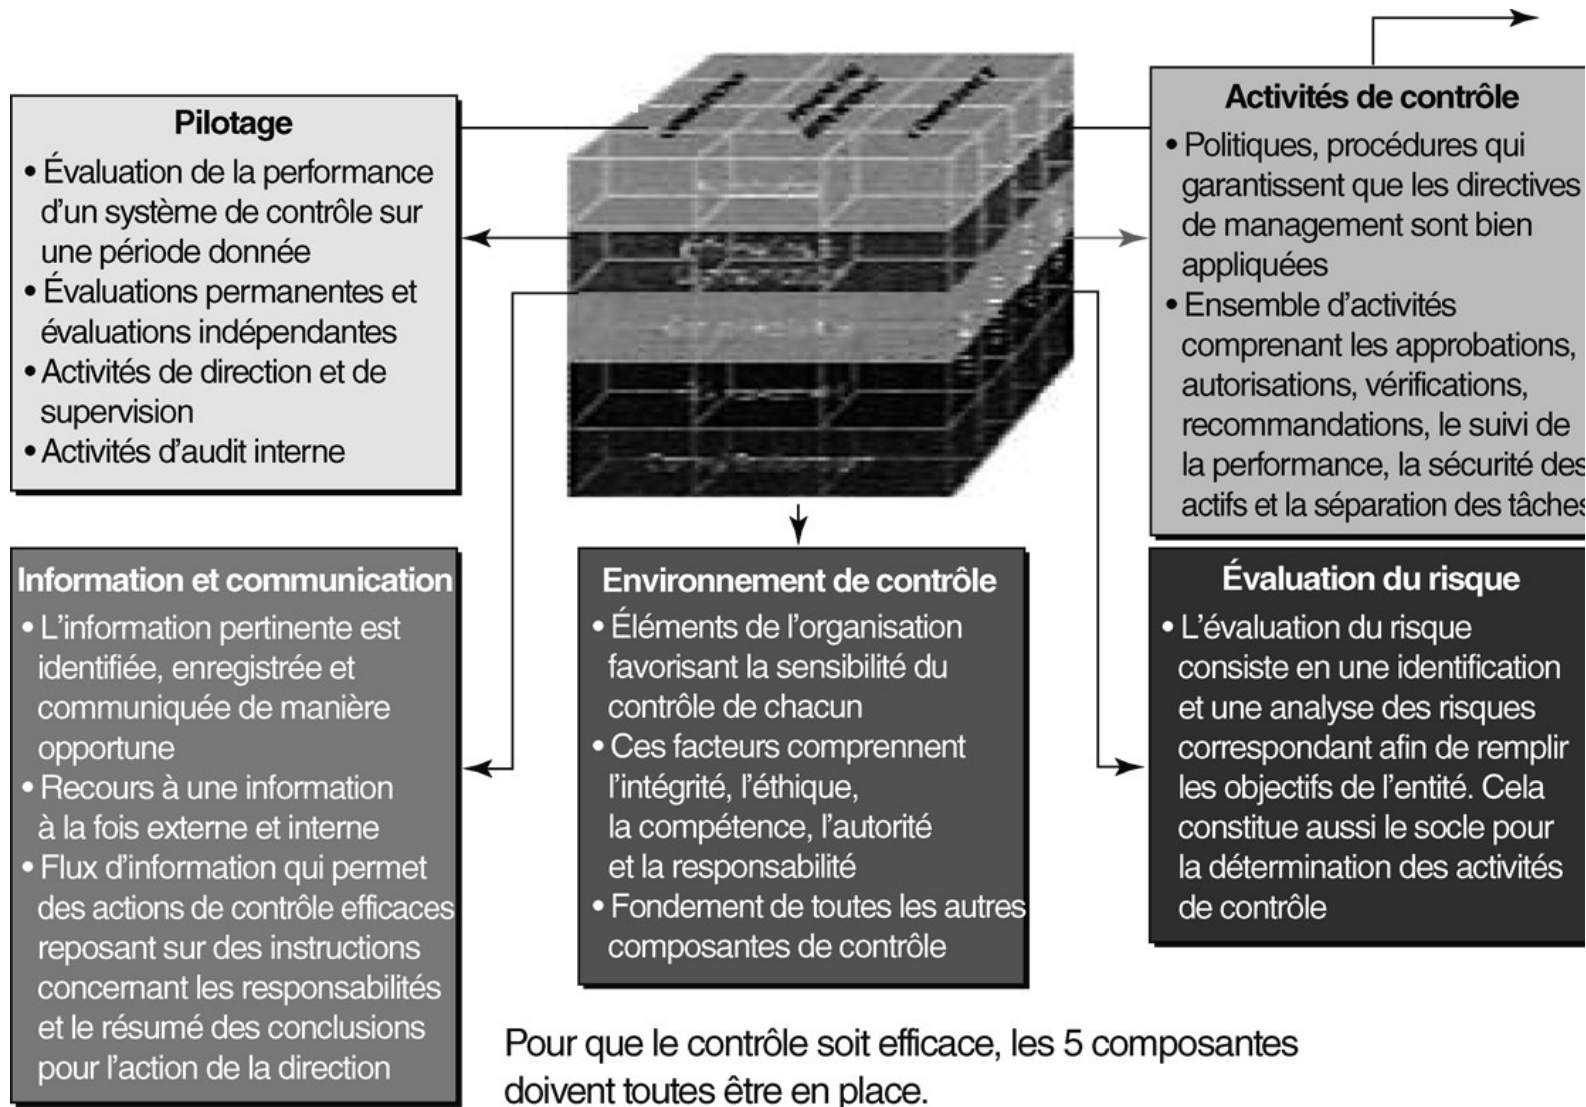 Pilotage
• Évaluation de la performance
d'un système de contrôle sur
une période donnée
• Évaluations permanentes et
évaluations indépendantes
• Activités de direction et de
supervision
• Activités d'audit interne
Activités de contrôle
• Politiques, procédures qui
garantissent que les directives
de management sont bien
appliquées
• Ensemble d'activités
comprenant les approbations,
autorisations, vérifications,
recommandations, le suivi de
la performance, la sécurité des
actifs et la séparation des tâches
Information et communication
• L'information pertinente est
identifiée, enregistrée et
communiquée de manière
opportune
• Recours à une information
à la fois externe et interne
• Flux d'information qui permet
des actions de contrôle efficaces
reposant sur des instructions
concernant les responsabilités
et le résumé des conclusions
pour l'action de la direction
Environnement de contrôle
• Éléments de l'organisation
favorisant la sensibilité du
contrôle de chacun
• Ces facteurs comprennent
l'intégrité, l'éthique,
la compétence, l'autorité
et la responsabilité
• Fondement de toutes les autres
composantes de contrôle
Évaluation du risque
• L'évaluation du risque
consiste en une identification
et une analyse des risques
correspondant afin de remplir
les objectifs de l'entité. Cela
constitue aussi le socle pour
la détermination des activités
de contrôle
Pour que le contrôle soit efficace, les 5 composantes
doivent toutes être en place.